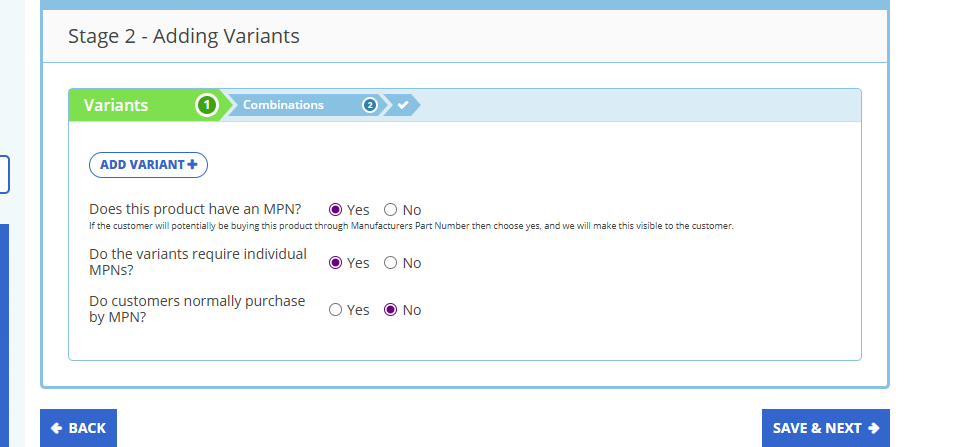 Stage 2 - Adding Variants
Variants 1 Combinations 2
ADD VARIANT
Does this product have an MPN? Yes No
If the customer will potentially be buying this product through Manufacturers Part Number then choose yes, and we will make this visible to the customer.
Do the variants require individual
MPNs? Yes No
Do customers normally purchase
by MPN? Yes No
BACK SAVE & NEXT